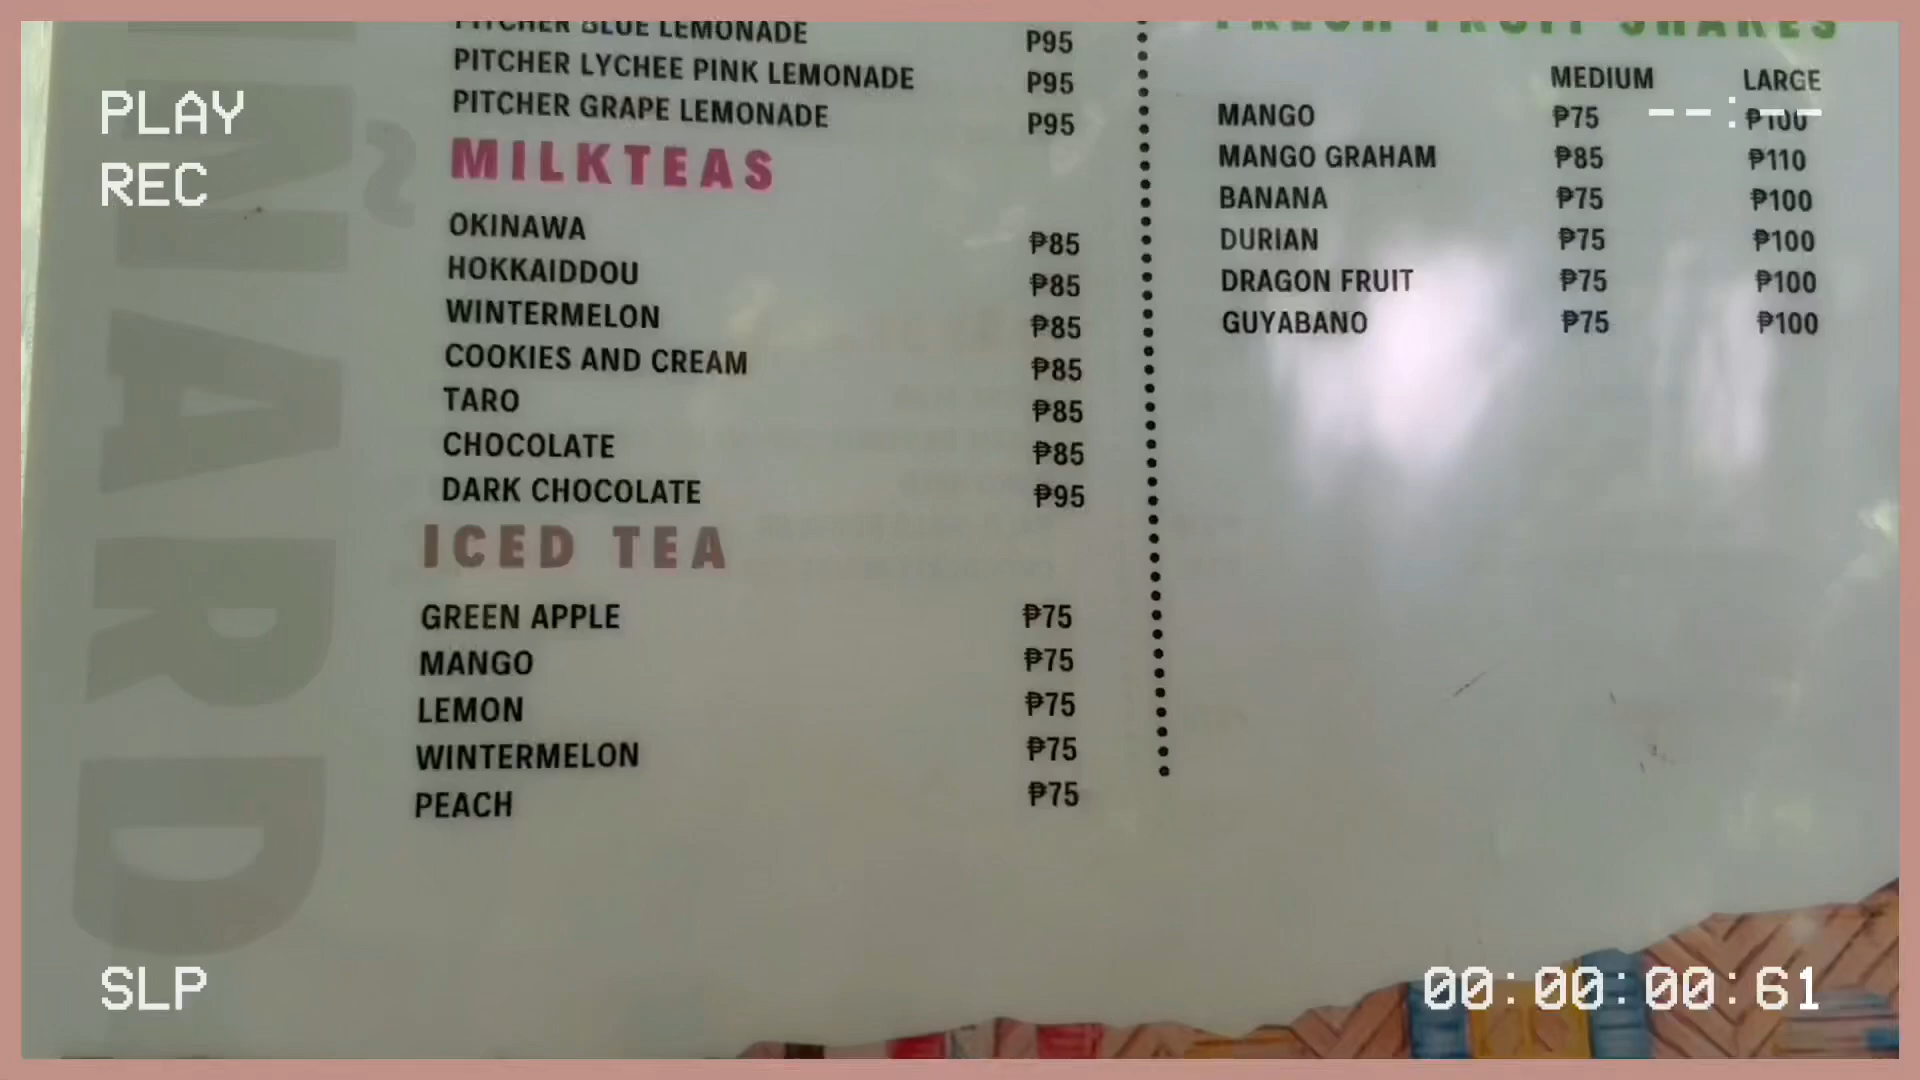 PLAY
REC
PITCHER BLUE LEMONADE P95
PITCHER LYCHEE PINK LEMONADE P95
PITCHER GRAPE LEMONADE P95
MILKTEAS
OKINAWA ₱85
HOKKAIDDOU ₱85
WINTERMELON ₱85
COOKIES AND CREAM ₱85
TARO ₱85
CHOCOLATE ₱85
DARK CHOCOLATE ₱95
ICED TEA
GREEN APPLE ₱75
MANGO ₱75
LEMON ₱75
WINTERMELON ₱75
PEACH ₱75
FRESH FRUIT SHAKES
MEDIUM LARGE
--:--
MANGO ₱75 ₱100
MANGO GRAHAM ₱85 ₱110
BANANA ₱75 ₱100
DURIAN ₱75 ₱100
DRAGON FRUIT ₱75 ₱100
GUYABANO ₱75 ₱100
SLP
00:00:00:61